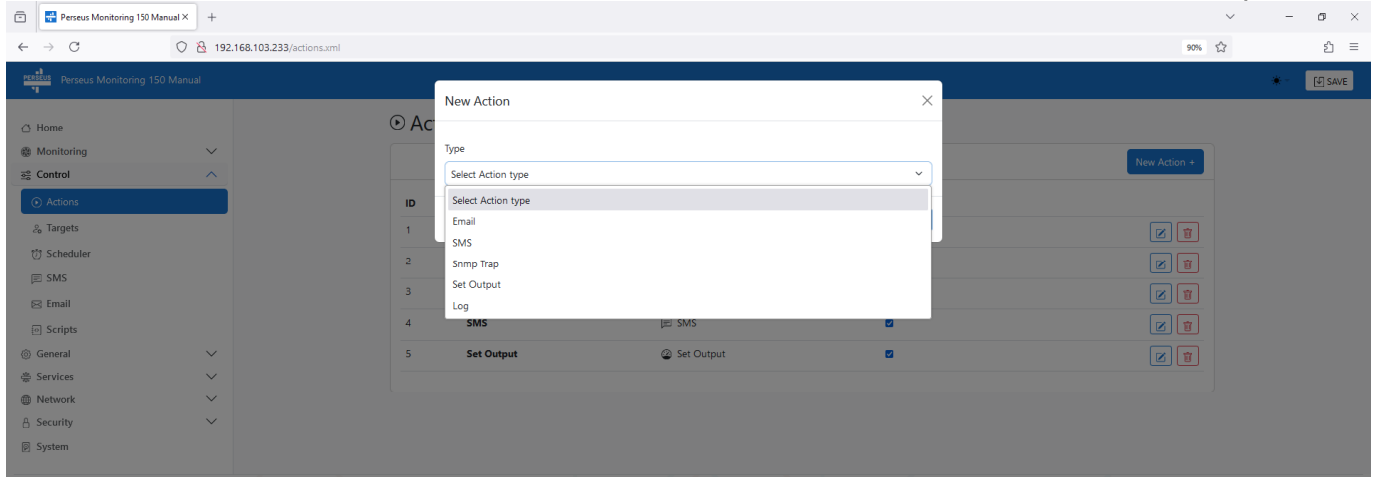 Perseus Monitoring 150 Manual
192.168.103.233/actions.xml
90%
PERSEUS
Perseus Monitoring 150 Manual
SAVE
Home
Monitoring
Control
Actions
Targets
Scheduler
SMS
Email
Scripts
General
Services
Network
Security
System
Ac
New Action +
New Action
Type
Select Action type
Select Action type
Email
SMS
Snmp Trap
Set Output
Log
ID
1
2
3
4 SMS SMS
5 Set Output Set Output